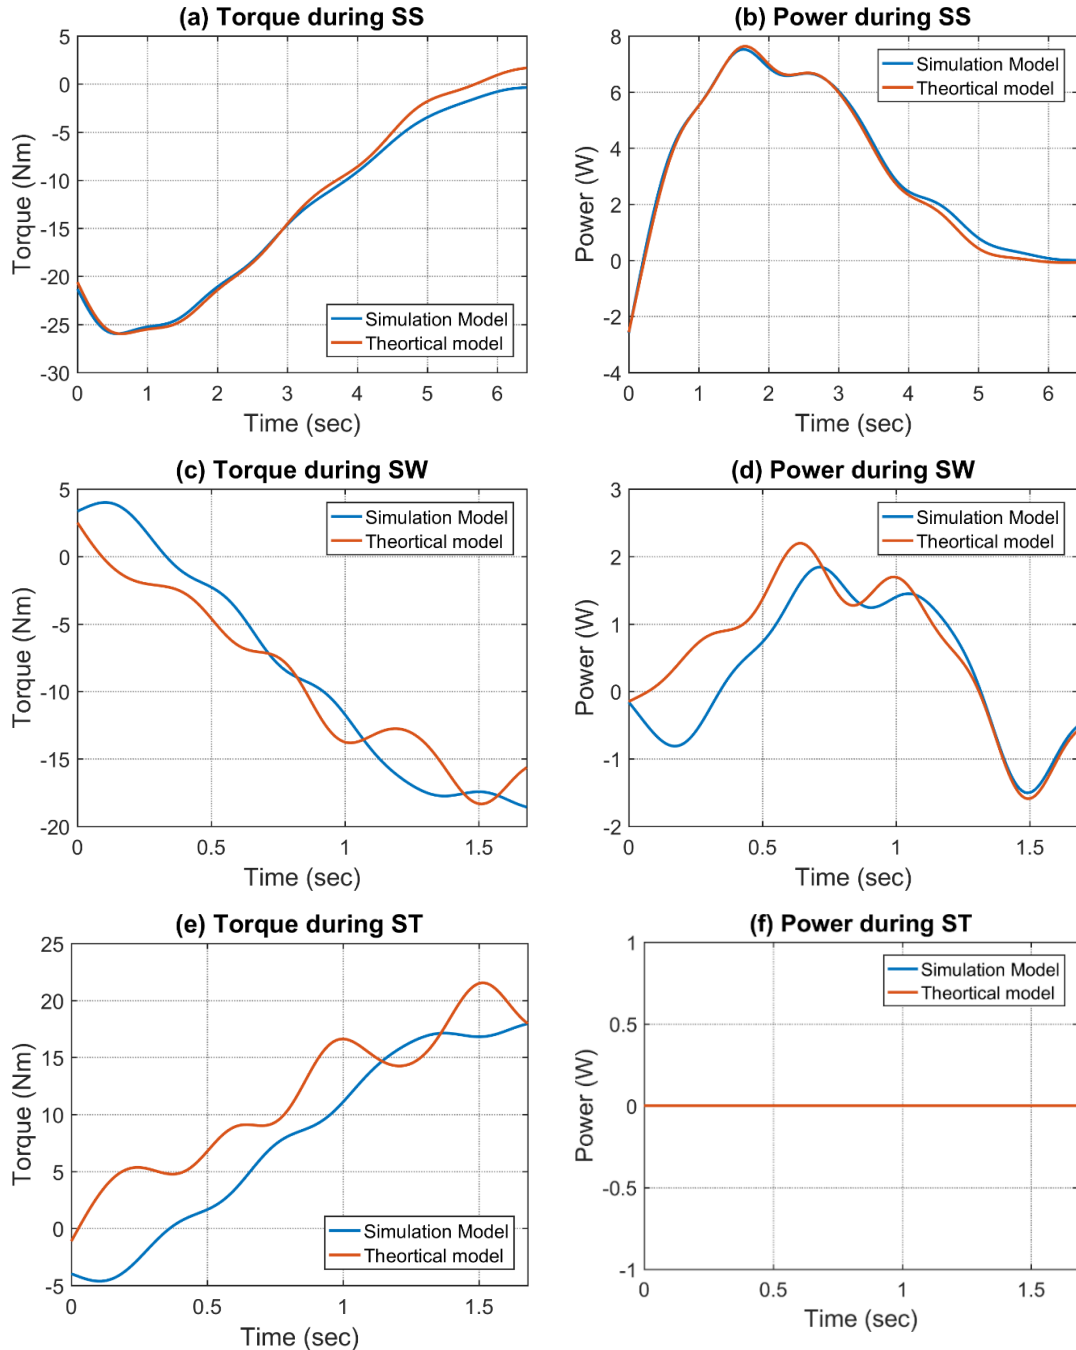 (a) Torque during SS
5
0
-5
-10
-15
-20
-25
-30
Torque (Nm)
Simulation Model
Theortical model
0 1 2 3 4 5 6
Time (sec)
(b) Power during SS
8
6
4
2
0
-2
-4
Power (W)
Simulation Model
Theortical model
0 1 2 3 4 5 6
Time (sec)
(c) Torque during SW
5
0
-5
-10
-15
-20
Torque (Nm)
Simulation Model
Theortical model
0 0.5 1 1.5
Time (sec)
(d) Power during SW
3
2
1
0
-1
-2
Power (W)
Simulation Model
Theortical model
0 0.5 1 1.5
Time (sec)
(e) Torque during ST
25
20
15
10
5
0
-5
Torque (Nm)
Simulation Model
Theortical model
0 0.5 1 1.5
Time (sec)
(f) Power during ST
1
0.5
0
-0.5
-1
Power (W)
Simulation Model
Theortical model
0 0.5 1 1.5
Time (sec)